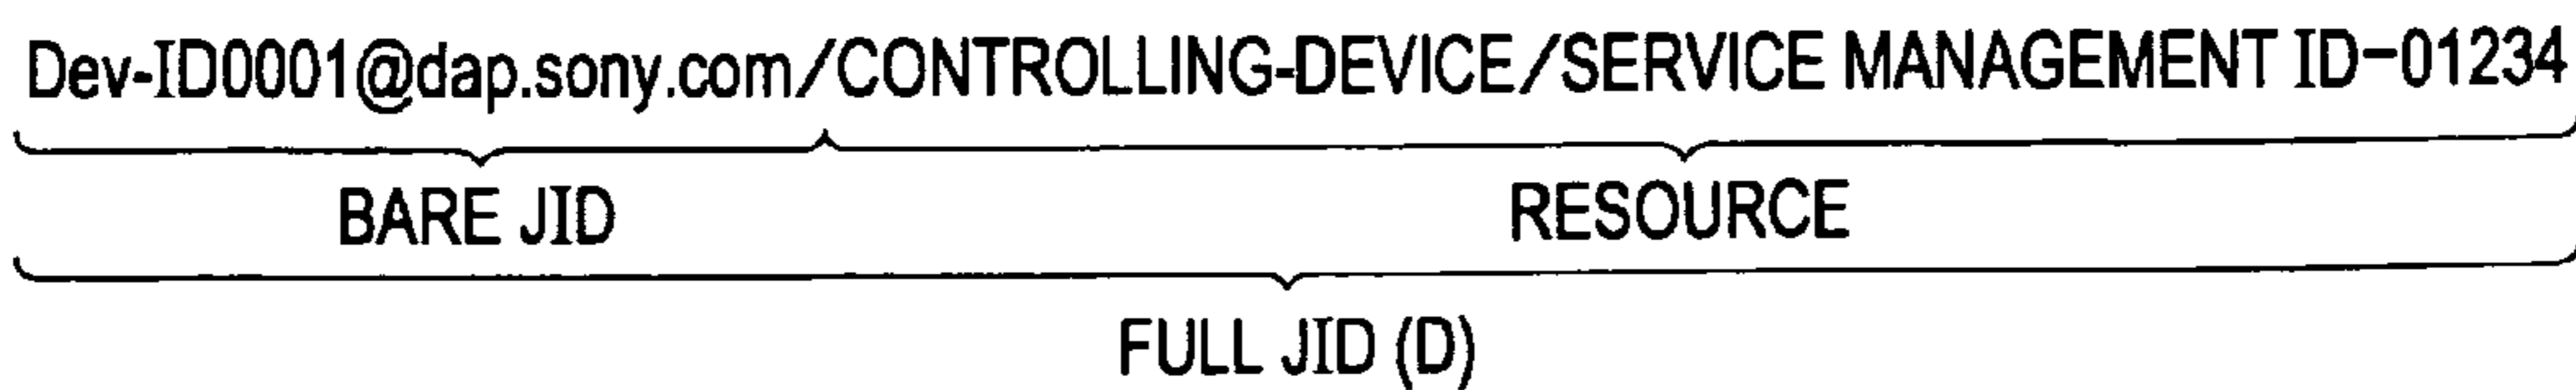 Dev-ID0001@dap.sony.com/CONTROLLING-DEVICE/SERVICE MANAGEMENT ID-01234
BARE JID RESOURCE
FULL JID (D)